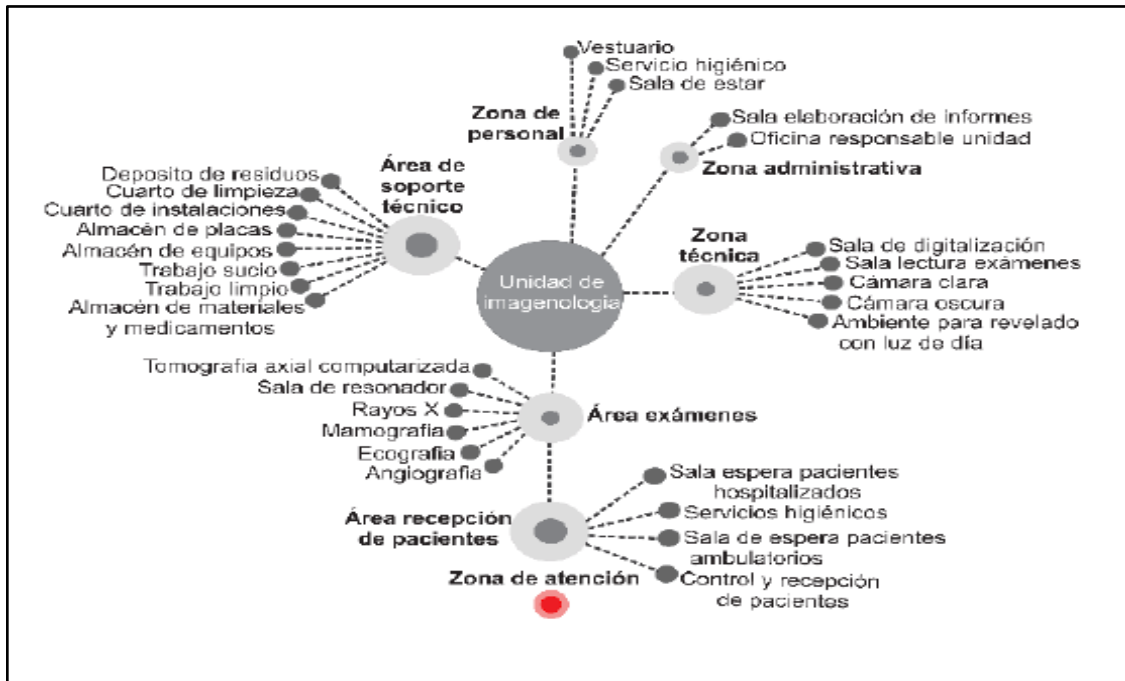 Vestuario
Servicio higiénico
Sala de estar
Zona de
personal
Sala elaboración de informes
Oficina responsable unidad
Zona administrativa
Área de
soporte
técnico
Deposito de residuos
Cuarto de limpieza
Cuarto de instalaciones
Almacén de placas
Almacén de equipos
Trabajo sucio
Trabajo limpio
Almacén de materiales
y medicamentos
Unidad de
imagenologia
Zona
técnica
Sala de digitalización
Sala lectura exámenes
Cámara clara
Cámara oscura
Ambiente para revelado
con luz de día
Tomografia axial computarizada
Sala de resonador
Rayos X
Mamografia
Ecografia
Angiografia
Área exámenes
Área recepción
de pacientes
Sala espera pacientes
hospitalizados
Servicios higiénicos
Sala de espera pacientes
ambulatorios
Control y recepción
de pacientes
Zona de atención